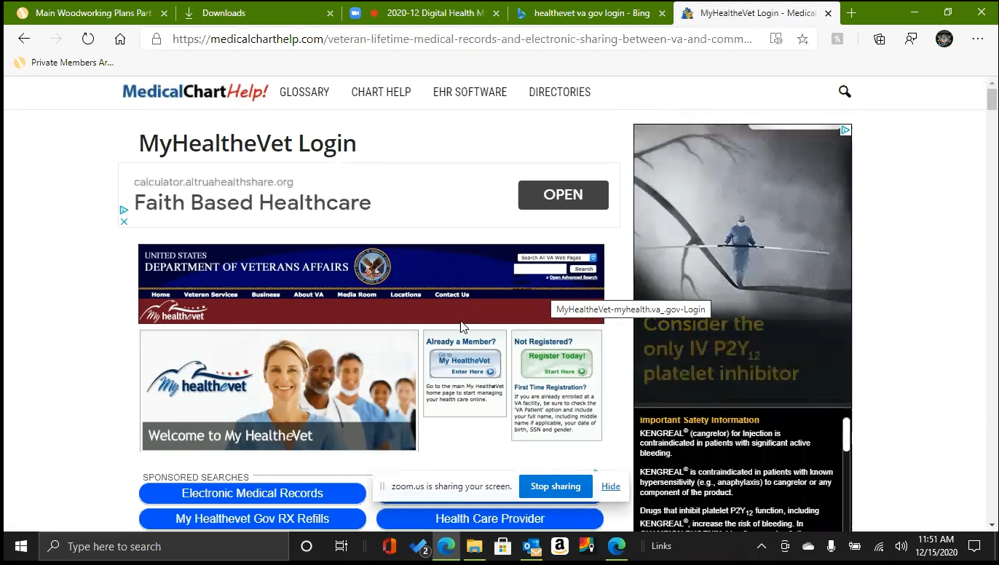 Main Woodworking Plans Part
Downloads
2020-12 Digital Health M
healthevet va gov login - Bing
MyHealtheVet Login - Medical
https://medicalcharthelp.com/veteran-lifetime-medical-records-and-electronic-sharing-between-va-and-comm...
Private Members Ar...
MedicalChartHelp!
GLOSSARY
CHART HELP
EHR SOFTWARE
DIRECTORIES
MyHealtheVet Login
calculator.altruahealthshare.org
Faith Based Healthcare
OPEN
UNITED STATES
DEPARTMENT OF VETERANS AFFAIRS
Search All VA Web Pages
Search
» Open Advanced Search
Home Veteran Services Business About VA Media Room Locations Contact Us
My healthevet
MyHealtheVet-myhealth.va_.gov-Login
My healthevet
Welcome to My HealtheVet
Already a Member?
Go to
My HealtheVet
Enter Here
Go to the main My HealtheVet
home page to start managing
your health care online.
Not Registered?
Register Today!
Start Here
First Time Registration?
If you are already enrolled at a
VA facility, be sure to check the
'VA Patient' option and include
your full name, including middle
name if applicable, your date of
birth, SSN and gender.
Consider the
only IV P2Y12
platelet inhibitor
Important Safety Information
KENGREAL® (cangrelor) for Injection is
contraindicated in patients with significant active
bleeding.
KENGREAL® is contraindicated in patients with known
hypersensitivity (e.g., anaphylaxis) to cangrelor or any
component of the product.
Drugs that inhibit platelet P2Y12 function, including
KENGREAL®, increase the risk of bleeding. In
SPONSORED SEARCHES
Electronic Medical Records
My Healthevet Gov RX Refills
Health Care Provider
zoom.us is sharing your screen.
Stop sharing
Hide
Type here to search
2
Links
11:51 AM
12/15/2020